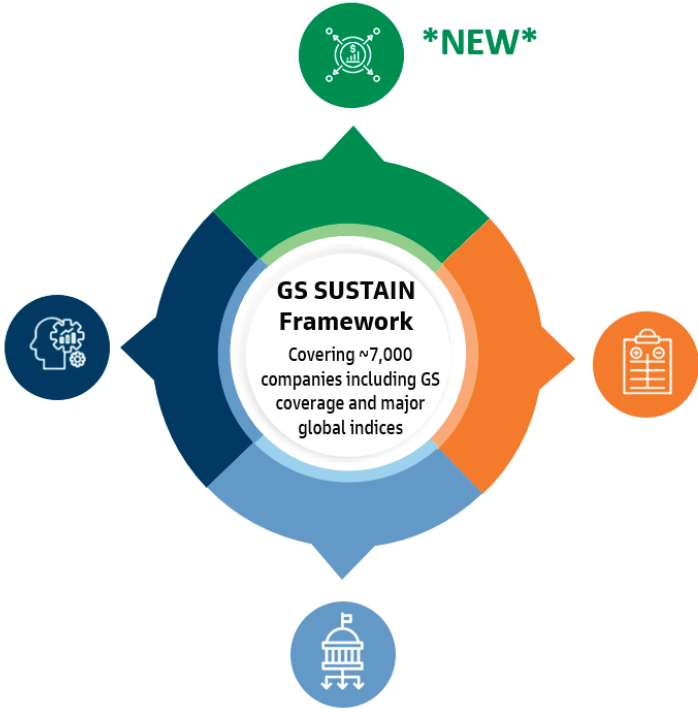 *NEW*
GS SUSTAIN
Framework
Covering ~7,000
companies including GS
coverage and major
global indices
$